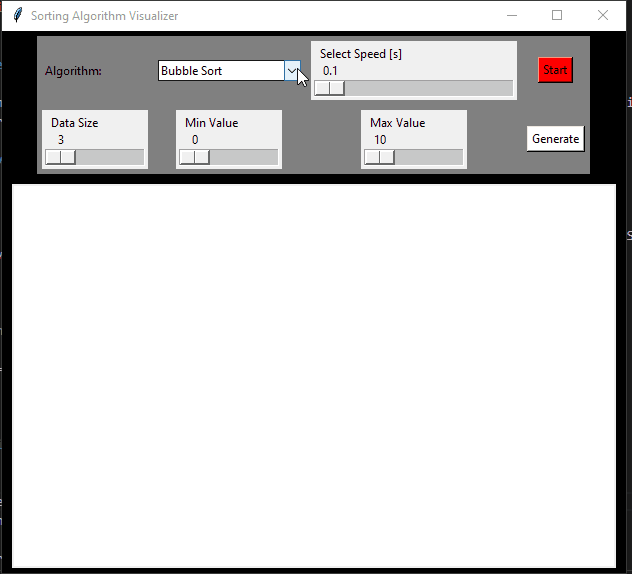 Sorting Algorithm Visualizer
Select Speed [s]
Algorithm:
Bubble Sort
0.1
Start
Data Size
Min Value
Max Value
3
0
10
Generate